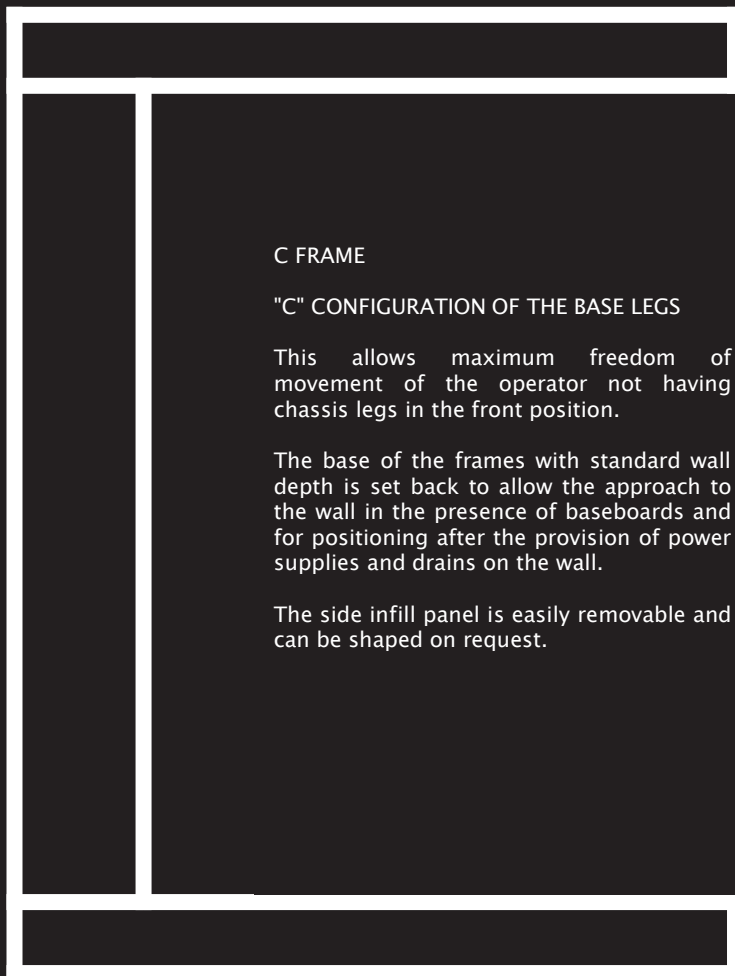 C FRAME
"C" CONFIGURATION OF THE BASE LEGS
This allows maximum freedom of
movement of the operator not having
chassis legs in the front position.
The base of the frames with standard wall
depth is set back to allow the approach to
the wall in the presence of baseboards and
for positioning after the provision of power
supplies and drains on the wall.
The side infill panel is easily removable and
can be shaped on request.